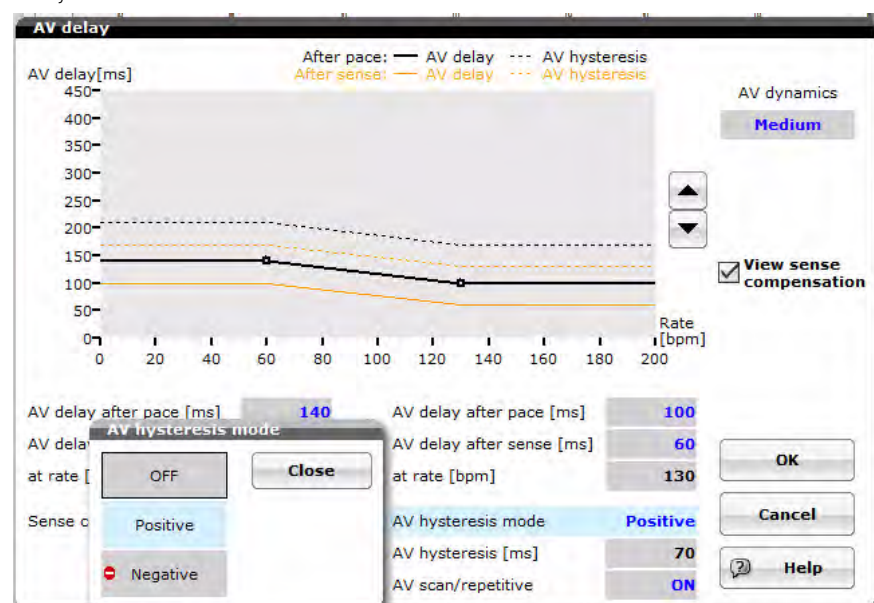 AV delay
After pace: — AV delay --- AV hysteresis
After sense: — AV delay --- AV hysteresis
AV delay[ms]
AV dynamics
Medium
450
400
350
300
250
200
150
100
50
0
0 20 40 60 80 100 120 140 160 180 200
Rate
[bpm]
View sense
compensation
AV delay after pace [ms] 140
AV delay after pace [ms] 100
AV delay after sense [ms] 60
at rate [
at rate [bpm] 130
Sense c
AV hysteresis mode Positive
AV hysteresis [ms] 70
AV scan/repetitive ON
AV hysteresis mode
OFF
Close
Positive
Negative
OK
Cancel
Help